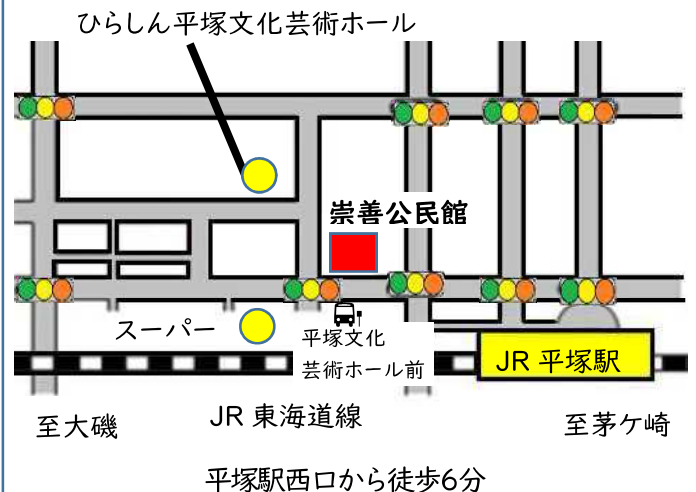 ひらしん平塚文化芸術ホール
崇善公民館
スーパー
平塚文化
芸術ホール前
JR 平塚駅
至大磯
JR 東海道線
至茅ケ崎
平塚駅西口から徒歩6分